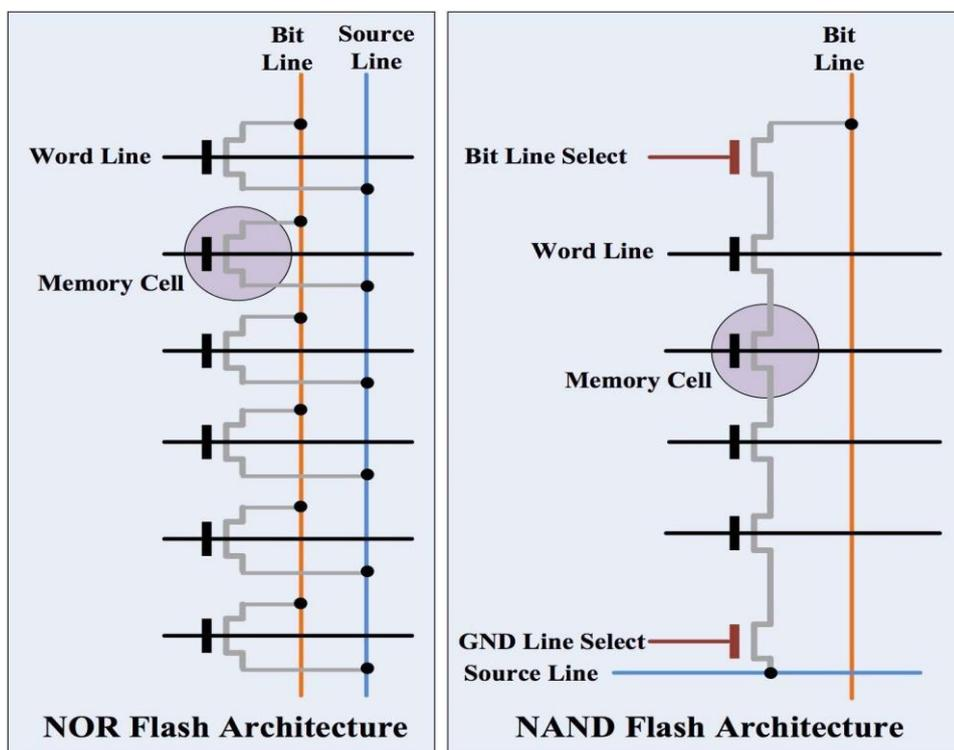 Bit
Line
Source
Line
Word Line
Memory Cell
NOR Flash Architecture
Bit
Line
Bit Line Select
Word Line
Memory Cell
GND Line Select
Source Line
NAND Flash Architecture